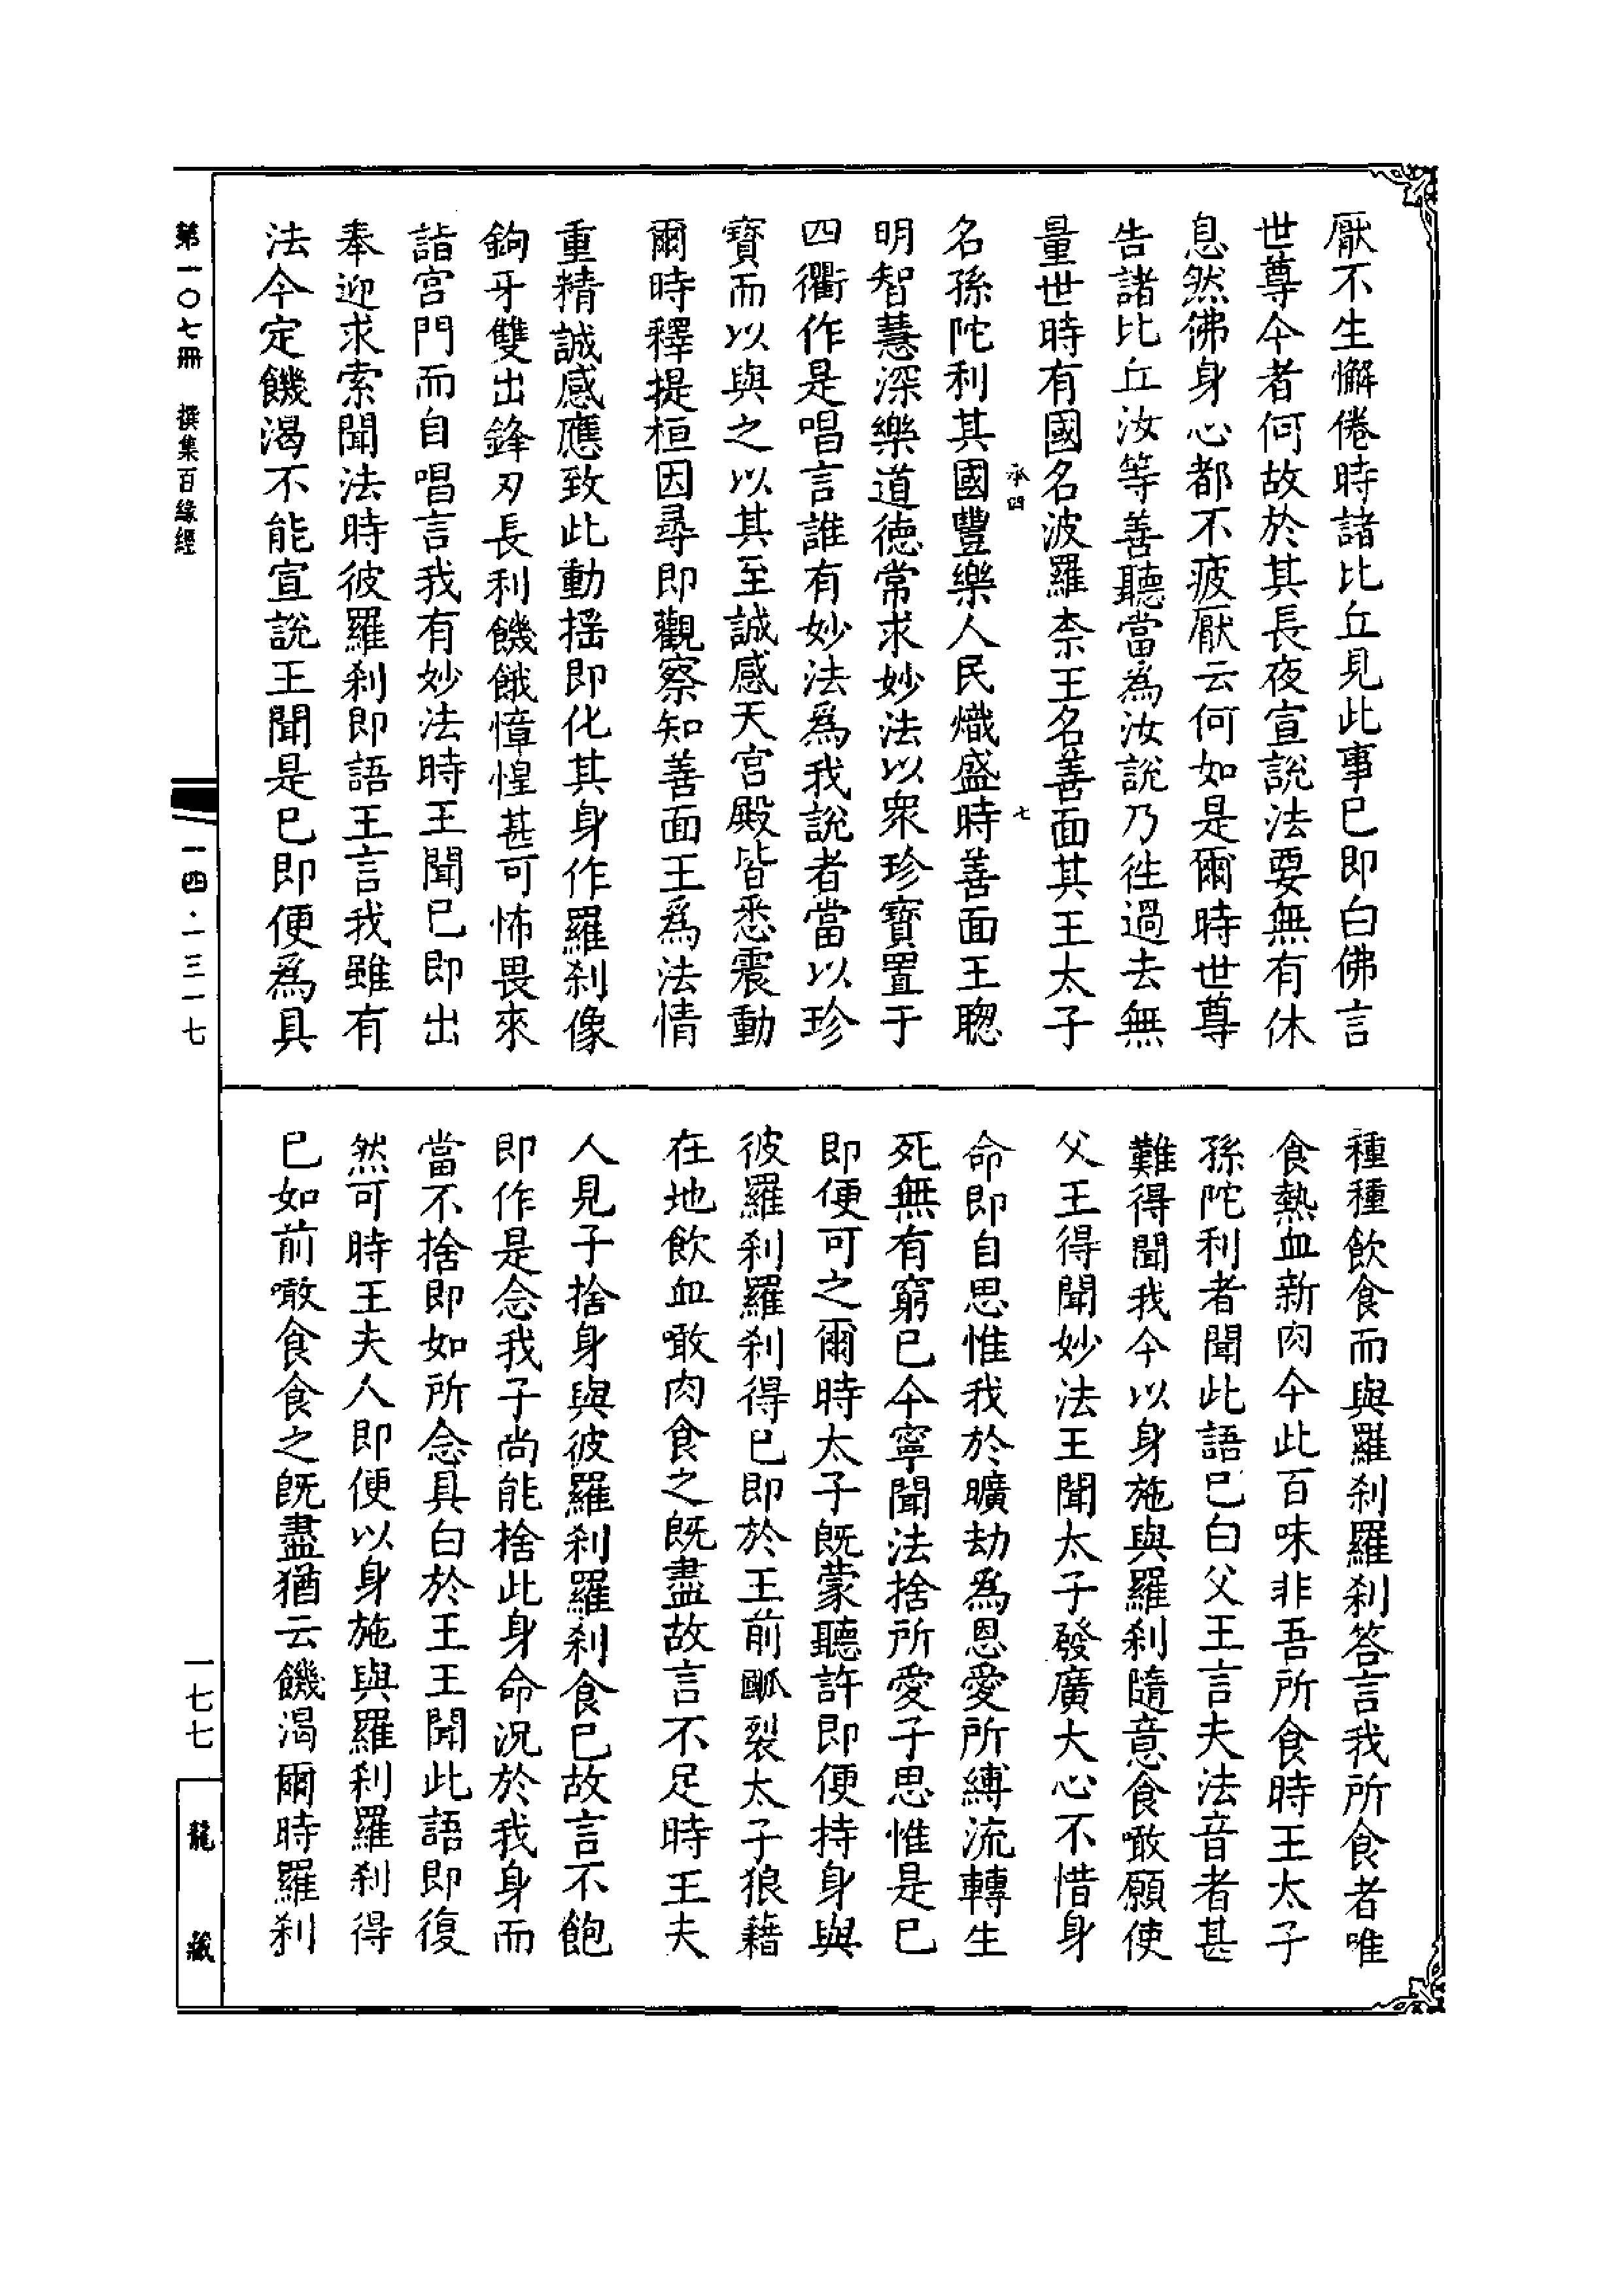 厭不生懈倦時諸比丘見此事已即白佛言
世尊今者何故於其長夜宣說法要無有休
息然佛身心都不疲厭云何如是爾時世尊
告諸比丘汝等善聽當為汝說乃徃過去無
量世時有國名波羅柰王名善面其王太子
承四 七
名孫陀利其國豐樂人民熾盛時善面王聰
明智慧深樂道德常求妙法以衆珍寶置于
四衢作是唱言誰有妙法爲我說者當以珍
寶而以與之以其至誠感天宮殿皆悉震動
爾時釋提桓因尋即觀察知善面王爲法情
重精誠感應致此動揺即化其身作羅刹像
鉤牙雙出鋒刃長利饑餓慞惶甚可怖畏來
詣宮門而自唱言我有妙法時王聞已即出
奉迎求索聞法時彼羅刹即語王言我雖有
法今定饑渴不能宣說王聞是已即便爲具
種種飲食而與羅刹羅刹答言我所食者唯
食熱血新肉今此百味非吾所食時王太子
孫陀利者聞此語已白父王言夫法音者甚
難得聞我今以身施與羅刹隨意食噉願使
父王得聞妙法王聞太子發廣大心不惜身
命即自思惟我於曠劫為恩愛所縛流轉生
死無有窮已今寧聞法捨所愛子思惟是已
即便可之爾時太子旣蒙聽許即便持身與
彼羅刹羅刹得已即於王前𤬪裂太子狼藉
在地飲血噉肉食之旣盡故言不足時王夫
人見子捨身與彼羅刹羅刹食已故言不飽
即作是念我子尚能捨此身命況於我身而
當不捨即如所念具白於王王聞此語即復
然可時王夫人即便以身施與羅刹羅刹得
已如前噉食食之旣盡猶云饑渴爾時羅刹
第一〇七冊 撰集百緣經
一四·一三一七
一七七
龍藏